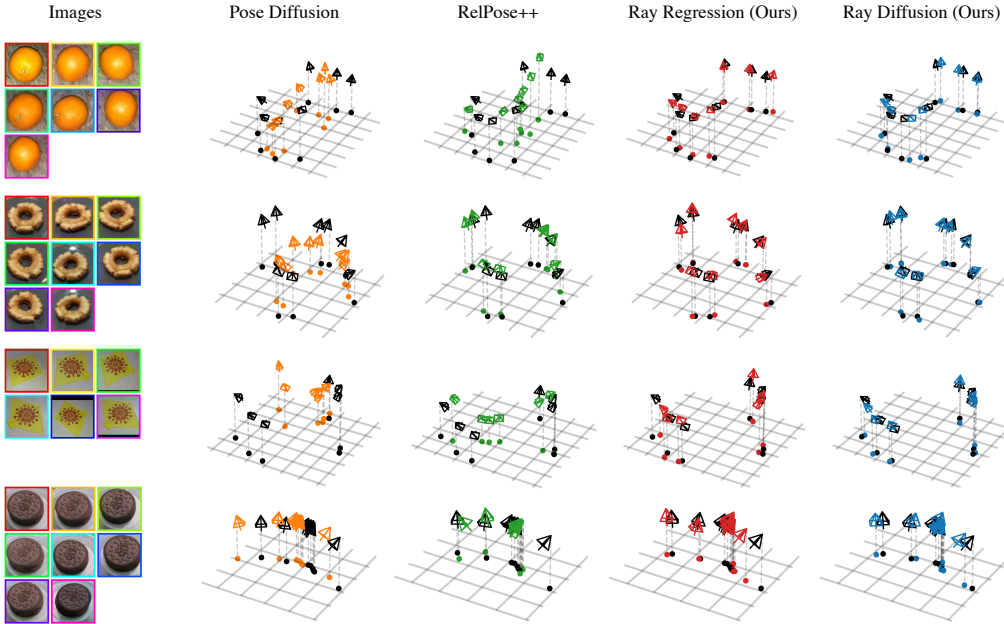 Images
Pose Diffusion
RelPose++
Ray Regression (Ours)
Ray Diffusion (Ours)